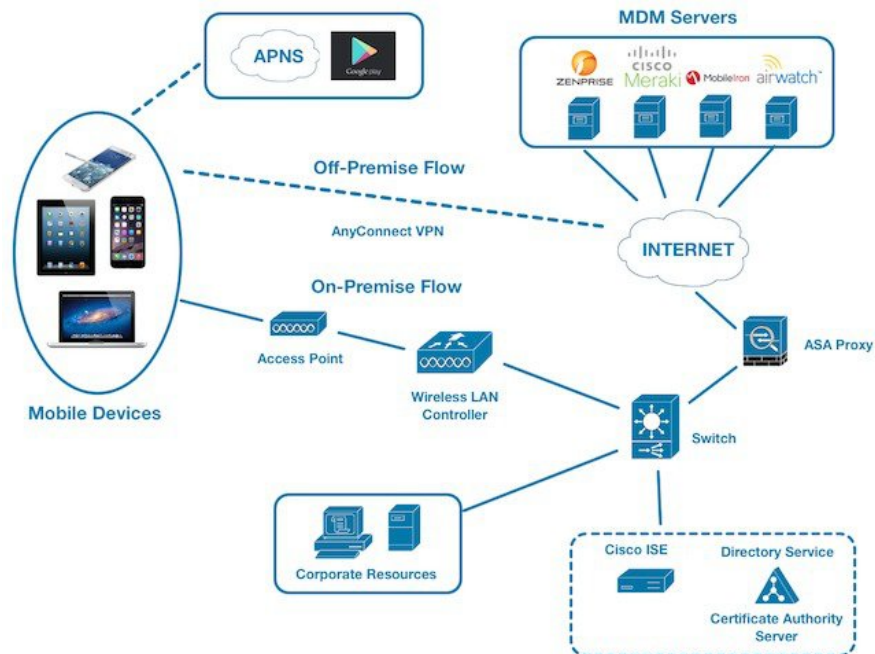 MDM Servers
APNS
Google play
ZENPRISE
CISCO
Meraki
MobileIron
airwatch
Off-Premise Flow
AnyConnect VPN
INTERNET
On-Premise Flow
Access Point
ASA Proxy
Wireless LAN
Controller
Mobile Devices
Switch
Cisco ISE
Directory Service
Corporate Resources
Certificate Authority
Server